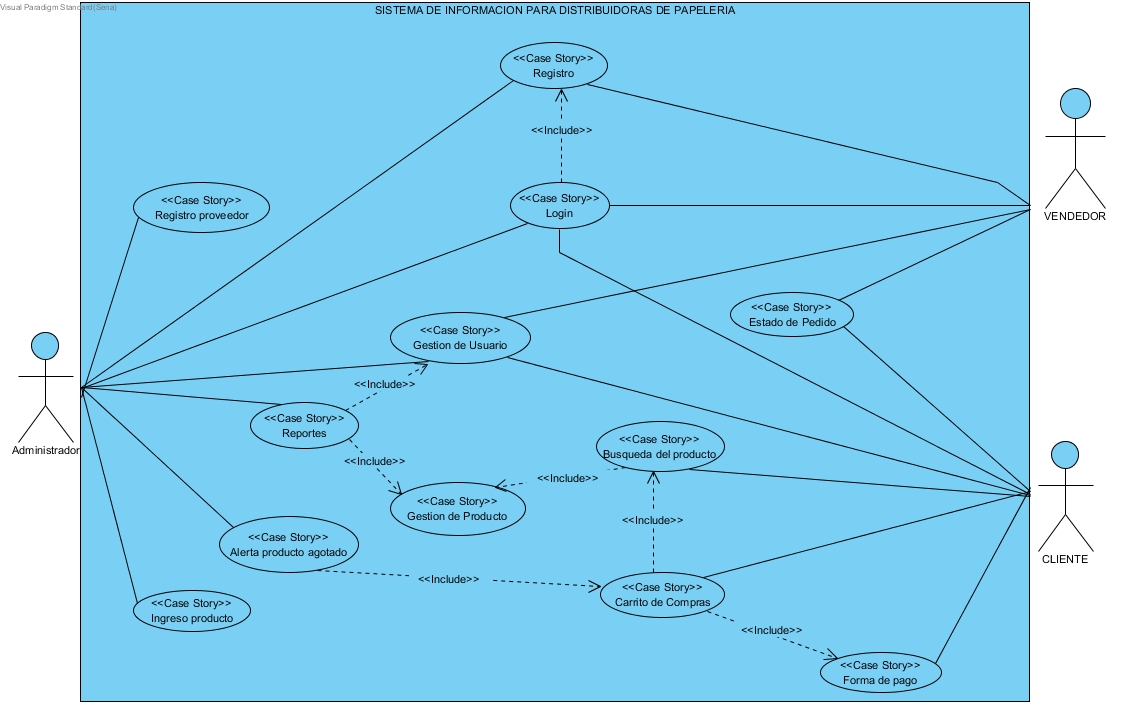 Visual Paradigm Standard(Sena)
SISTEMA DE INFORMACION PARA DISTRIBUIDORAS DE PAPELERIA
<<Case Story>>
Registro
<<Include>>
<<Case Story>>
Registro proveedor
<<Case Story>>
Login
VENDEDOR
<<Case Story>>
Estado de Pedido
<<Case Story>>
Gestion de Usuario
<<Include>>
Administrador
<<Case Story>>
Reportes
<<Include>>
<<Case Story>>
Busqueda del producto
<<Include>>
<<Case Story>>
Gestion de Producto
<<Include>>
<<Case Story>>
Alerta producto agotado
CLIENTE
<<Include>>
<<Case Story>>
Carrito de Compras
<<Case Story>>
Ingreso producto
<<Include>>
<<Case Story>>
Forma de pago